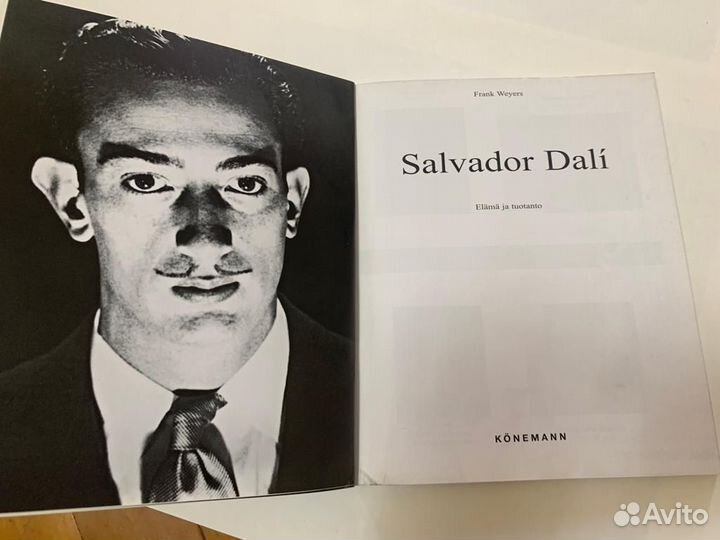 Frank Weyers
Salvador Dalí
Elämä ja tuotanto
KÖNEMANN
Avito